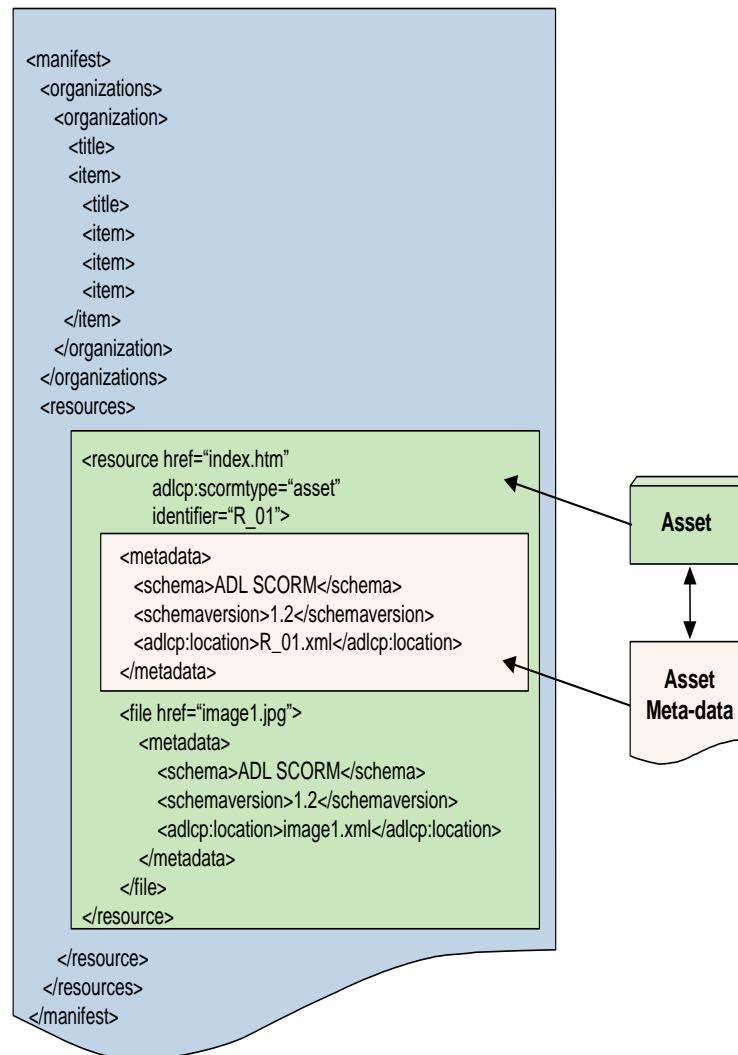 <manifest>
<organizations>
<organization>
<title>
<item>
<title>
<item>
<item>
<item>
</item>
</organization>
</organizations>
<resources>
<resource href=“index.htm”
adlcp:scormtype=“asset”
identifier=“R_01”>
<metadata>
<schema>ADL SCORM</schema>
<schemaversion>1.2</schemaversion>
<adlcp:location>R_01.xml</adlcp:location>
</metadata>
<file href=“image1.jpg”>
<metadata>
<schema>ADL SCORM</schema>
<schemaversion>1.2</schemaversion>
<adlcp:location>image1.xml</adlcp:location>
</metadata>
</file>
</resource>
</resource>
</resources>
</manifest>
Asset
Asset
Meta-data